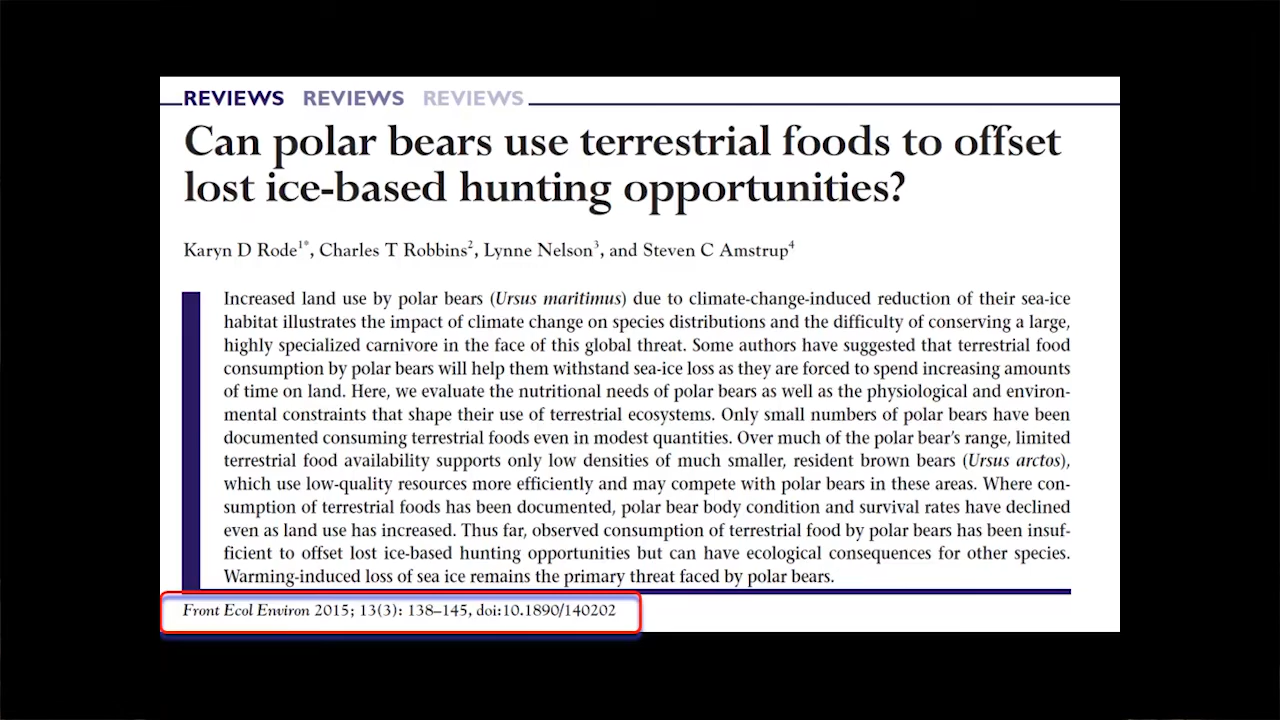 REVIEWS REVIEWS REVIEWS
Can polar bears use terrestrial foods to offset
lost ice-based hunting opportunities?
Karyn D Rode1*, Charles T Robbins2, Lynne Nelson3, and Steven C Amstrup4
Increased land use by polar bears (Ursus maritimus) due to climate-change-induced reduction of their sea-ice
habitat illustrates the impact of climate change on species distributions and the difficulty of conserving a large,
highly specialized carnivore in the face of this global threat. Some authors have suggested that terrestrial food
consumption by polar bears will help them withstand sea-ice loss as they are forced to spend increasing amounts
of time on land. Here, we evaluate the nutritional needs of polar bears as well as the physiological and environ-
mental constraints that shape their use of terrestrial ecosystems. Only small numbers of polar bears have been
documented consuming terrestrial foods even in modest quantities. Over much of the polar bear's range, limited
terrestrial food availability supports only low densities of much smaller, resident brown bears (Ursus arctos),
which use low-quality resources more efficiently and may compete with polar bears in these areas. Where con-
sumption of terrestrial foods has been documented, polar bear body condition and survival rates have declined
even as land use has increased. Thus far, observed consumption of terrestrial food by polar bears has been insuf-
ficient to offset lost ice-based hunting opportunities but can have ecological consequences for other species.
Warming-induced loss of sea ice remains the primary threat faced by polar bears.
Front Ecol Environ 2015; 13(3): 138–145, doi:10.1890/140202